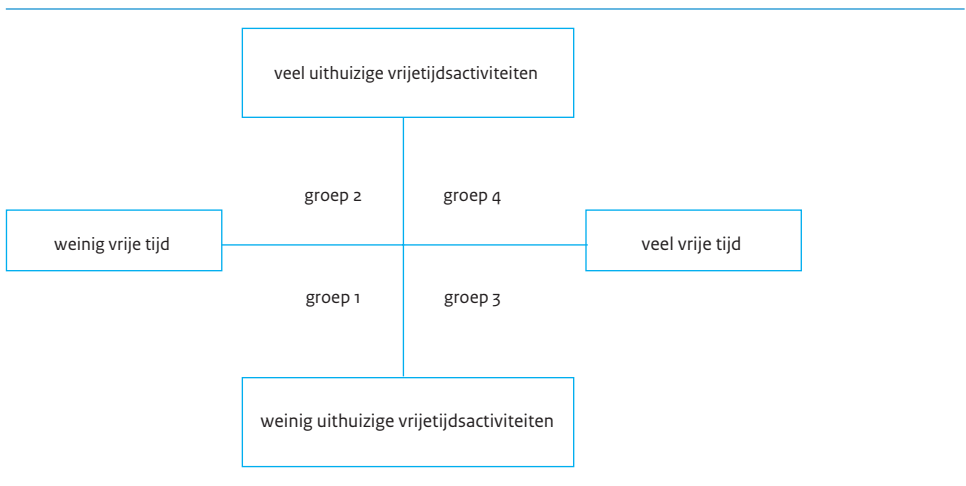 veel uithuizige vrijetijdsactiviteiten
groep 2
groep 4
weinig vrije tijd
veel vrije tijd
groep 1
groep 3
weinig uithuizige vrijetijdsactiviteiten